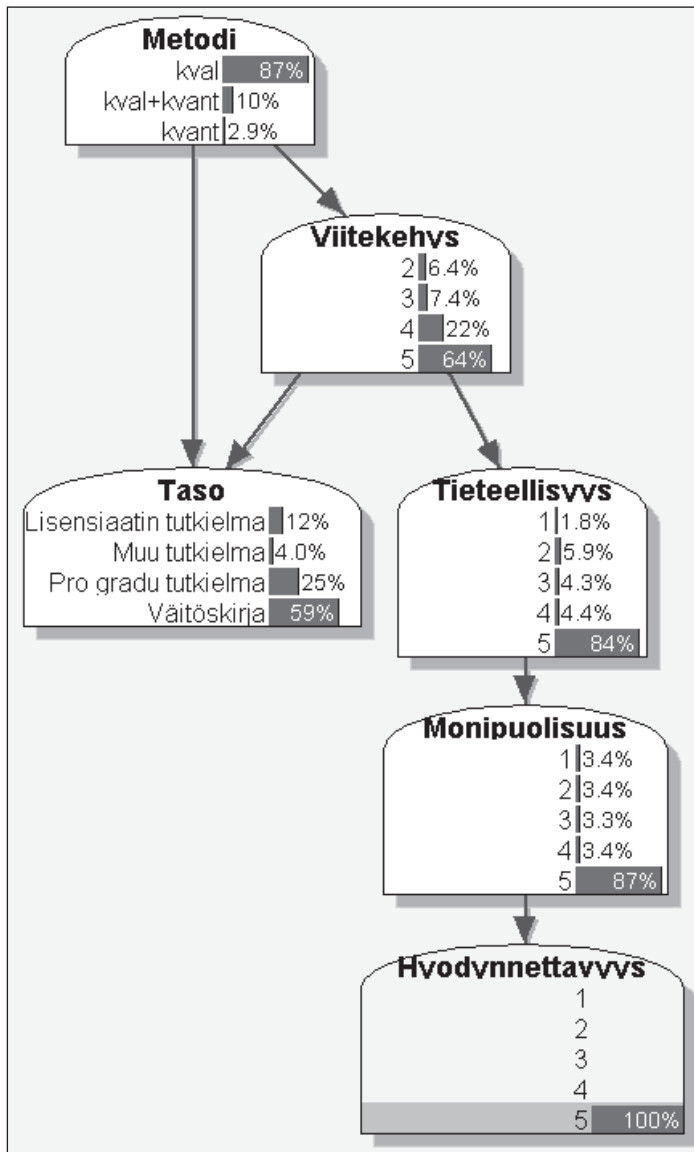 Metodi
kval 87%
kval+kvant 10%
kvant 2.9%
Viitekehys
2 6.4%
3 7.4%
4 22%
5 64%
Taso
Lisensiaatin tutkielma 12%
Muu tutkielma 4.0%
Pro gradu tutkielma 25%
Väitöskirja 59%
Tieteellisyys
1 1.8%
2 5.9%
3 4.3%
4 4.4%
5 84%
Monipuolisuus
1 3.4%
2 3.4%
3 3.3%
4 3.4%
5 87%
Hyödynnettävyys
1
2
3
4
5 100%